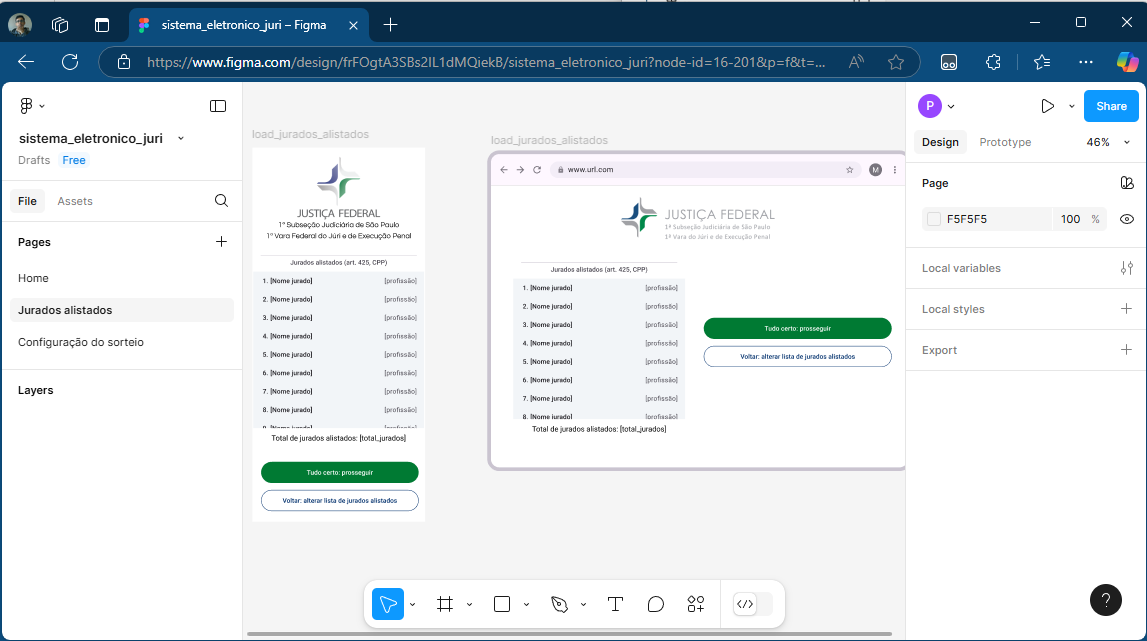 sistema_eletronico_juri – Figma
https://www.figma.com/design/frFOgtA3SBs2IL1dMQiekB/sistema_eletronico_juri?node-id=16-201&p=f&t=...
sistema_eletronico_juri
Drafts Free
File Assets
Pages
Home
Jurados alistados
Configuração do sorteio
Layers
load_jurados_alistados
JUSTIÇA FEDERAL
1ª Subseção Judiciária de São Paulo
1ª Vara Federal do Júri e de Execução Penal
Jurados alistados (art. 425, CPP)
1. [Nome jurado] [profissão]
2. [Nome jurado] [profissão]
3. [Nome jurado] [profissão]
4. [Nome jurado] [profissão]
5. [Nome jurado] [profissão]
6. [Nome jurado] [profissão]
7. [Nome jurado] [profissão]
8. [Nome jurado] [profissão]
9. [Nome jurado] [profissão]
Total de jurados alistados: [total_jurados]
Tudo certo: prosseguir
Voltar: alterar lista de jurados alistados
load_jurados_alistados
www.url.com
M
JUSTIÇA FEDERAL
1ª Subseção Judiciária de São Paulo
1ª Vara do Júri e de Execução Penal
Jurados alistados (art. 425, CPP)
1. [Nome jurado] [profissão]
2. [Nome jurado] [profissão]
3. [Nome jurado] [profissão]
4. [Nome jurado] [profissão]
5. [Nome jurado] [profissão]
6. [Nome jurado] [profissão]
7. [Nome jurado] [profissão]
8. [Nome jurado] [profissão]
Total de jurados alistados: [total_jurados]
Tudo certo: prosseguir
Voltar: alterar lista de jurados alistados
P
Share
Design Prototype 46%
Page
F5F5F5 100 %
Local variables
Local styles
Export
?